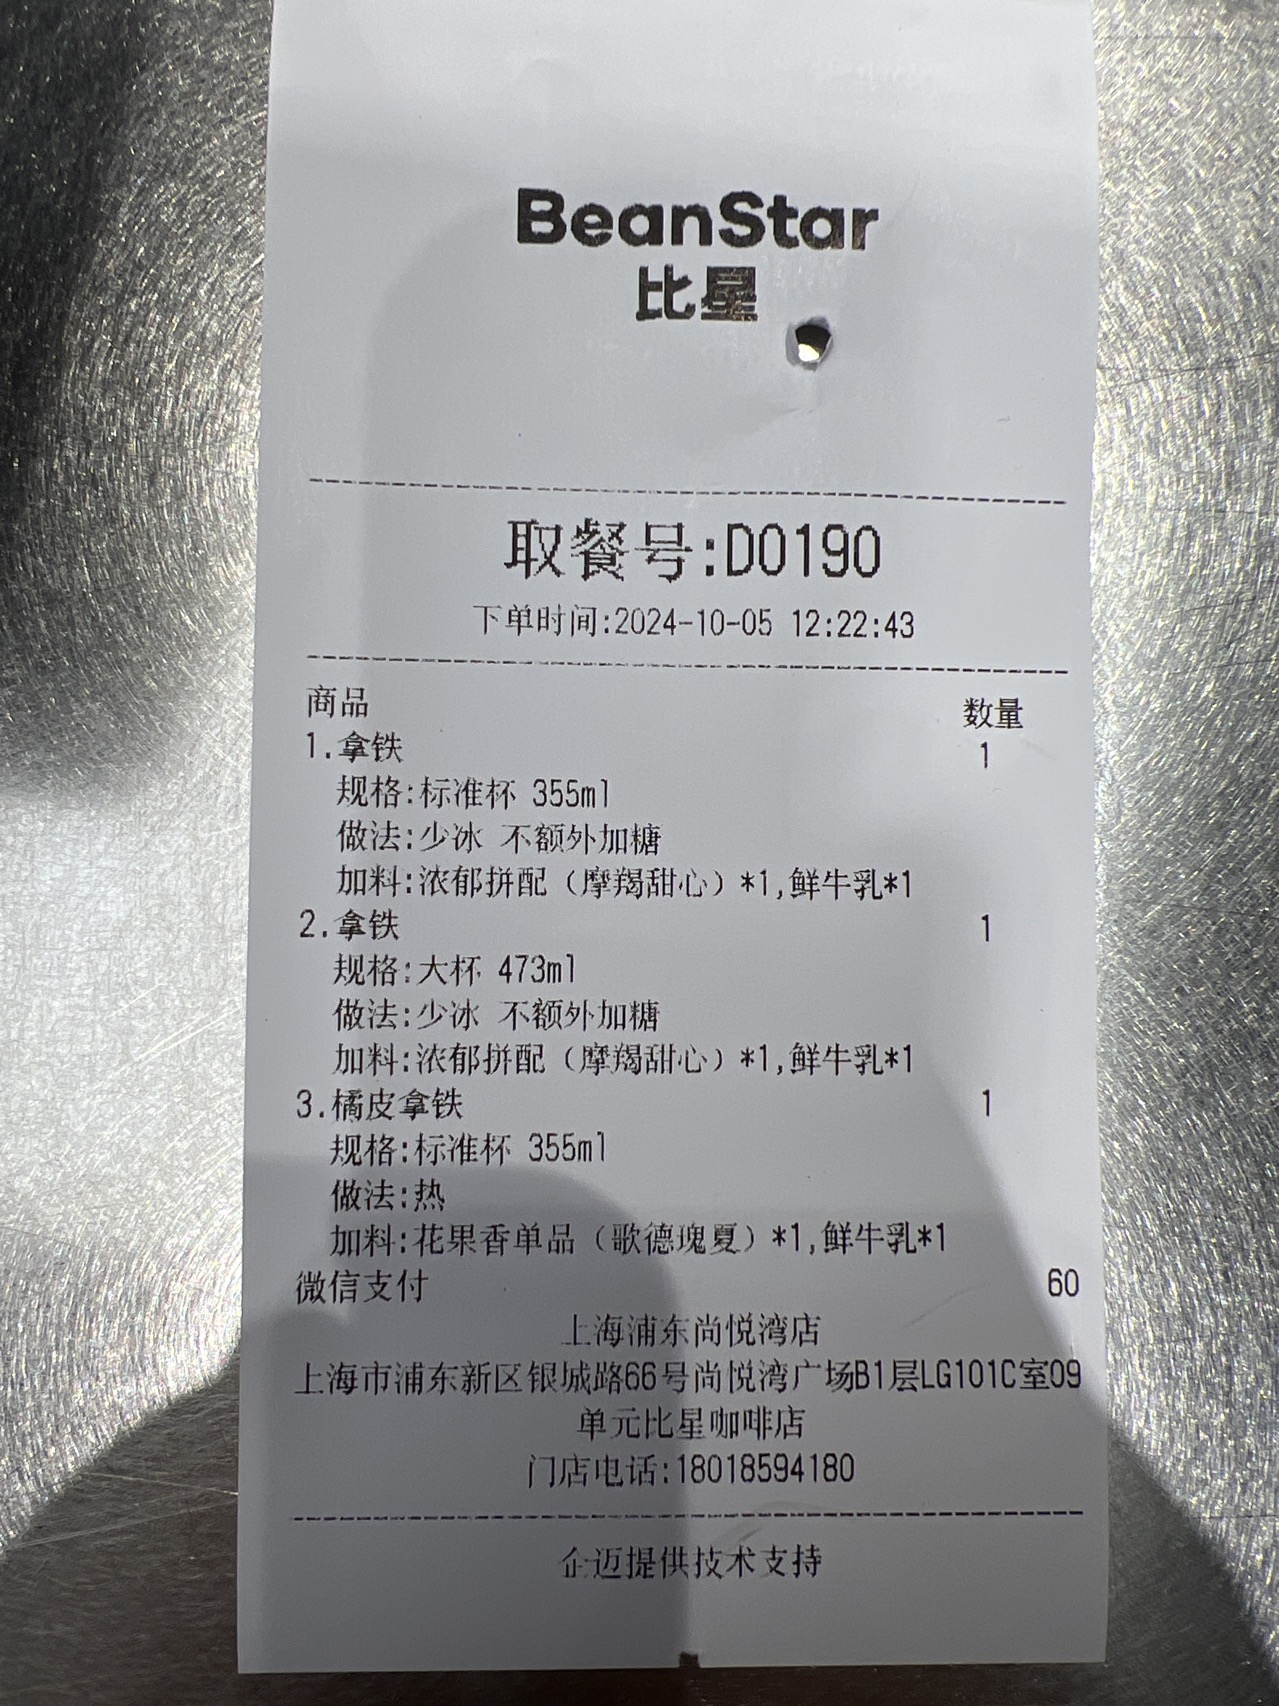 BeanStar
比星
取餐号:D0190
下单时间:2024-10-05 12:22:43
商品 数量
1.拿铁 1
规格:标准杯 355ml
做法:少冰 不额外加糖
加料:浓郁拼配（摩羯甜心）*1,鲜牛乳*1
2.拿铁 1
规格:大杯 473ml
做法:少冰 不额外加糖
加料:浓郁拼配（摩羯甜心）*1,鲜牛乳*1
3.橘皮拿铁 1
规格:标准杯 355ml
做法:热
加料:花果香单品（歌德瑰夏）*1,鲜牛乳*1
微信支付 60
上海浦东尚悦湾店
上海市浦东新区银城路66号尚悦湾广场B1层LG101C室09
单元比星咖啡店
门店电话:18018594180
企迈提供技术支持